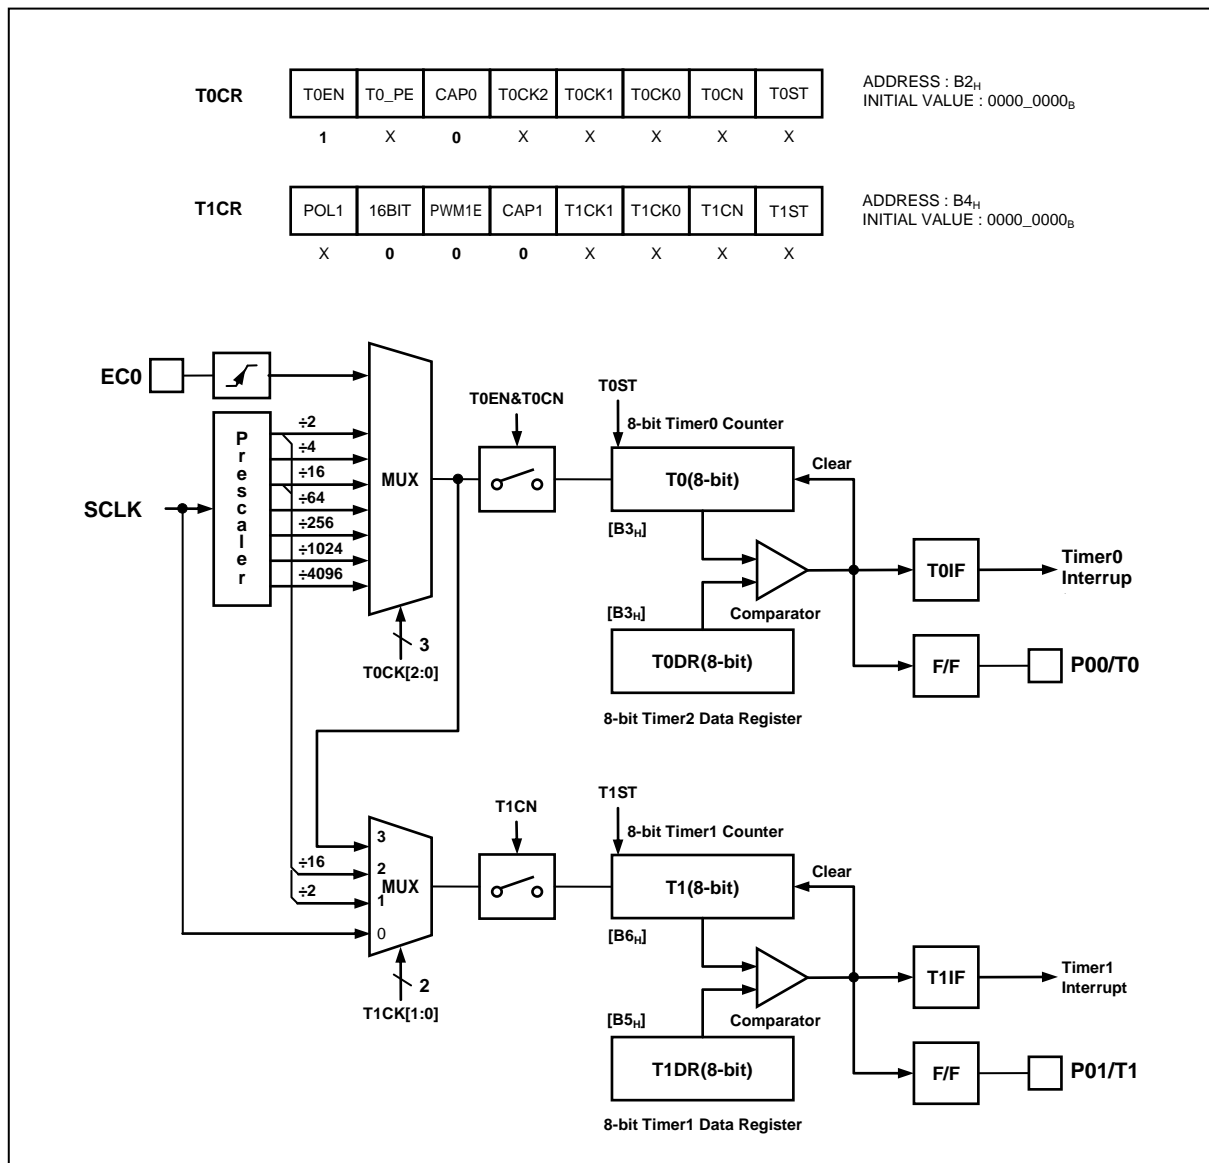 T0CR T0EN T0_PE CAP0 T0CK2 T0CK1 T0CK0 T0CN T0ST ADDRESS : B2H
INITIAL VALUE : 0000_0000B
1 X 0 X X X X X
T1CR POL1 16BIT PWM1E CAP1 T1CK1 T1CK0 T1CN T1ST ADDRESS : B4H
INITIAL VALUE : 0000_0000B
X 0 0 0 X X X X
EC0
SCLK
Prescaler
÷2
÷4
÷16
÷64
÷256
÷1024
÷4096
MUX
3
T0CK[2:0]
T0EN&T0CN
T0ST
8-bit Timer0 Counter
T0(8-bit)
Clear
[B3H]
Comparator
[B3H]
T0DR(8-bit)
8-bit Timer2 Data Register
T0IF
Timer0
Interrup
F/F
P00/T0
3
÷16
2
÷2
1
0
MUX
2
T1CK[1:0]
T1CN
T1ST
8-bit Timer1 Counter
T1(8-bit)
Clear
[B6H]
Comparator
[B5H]
T1DR(8-bit)
8-bit Timer1 Data Register
T1IF
Timer1
Interrupt
F/F
P01/T1